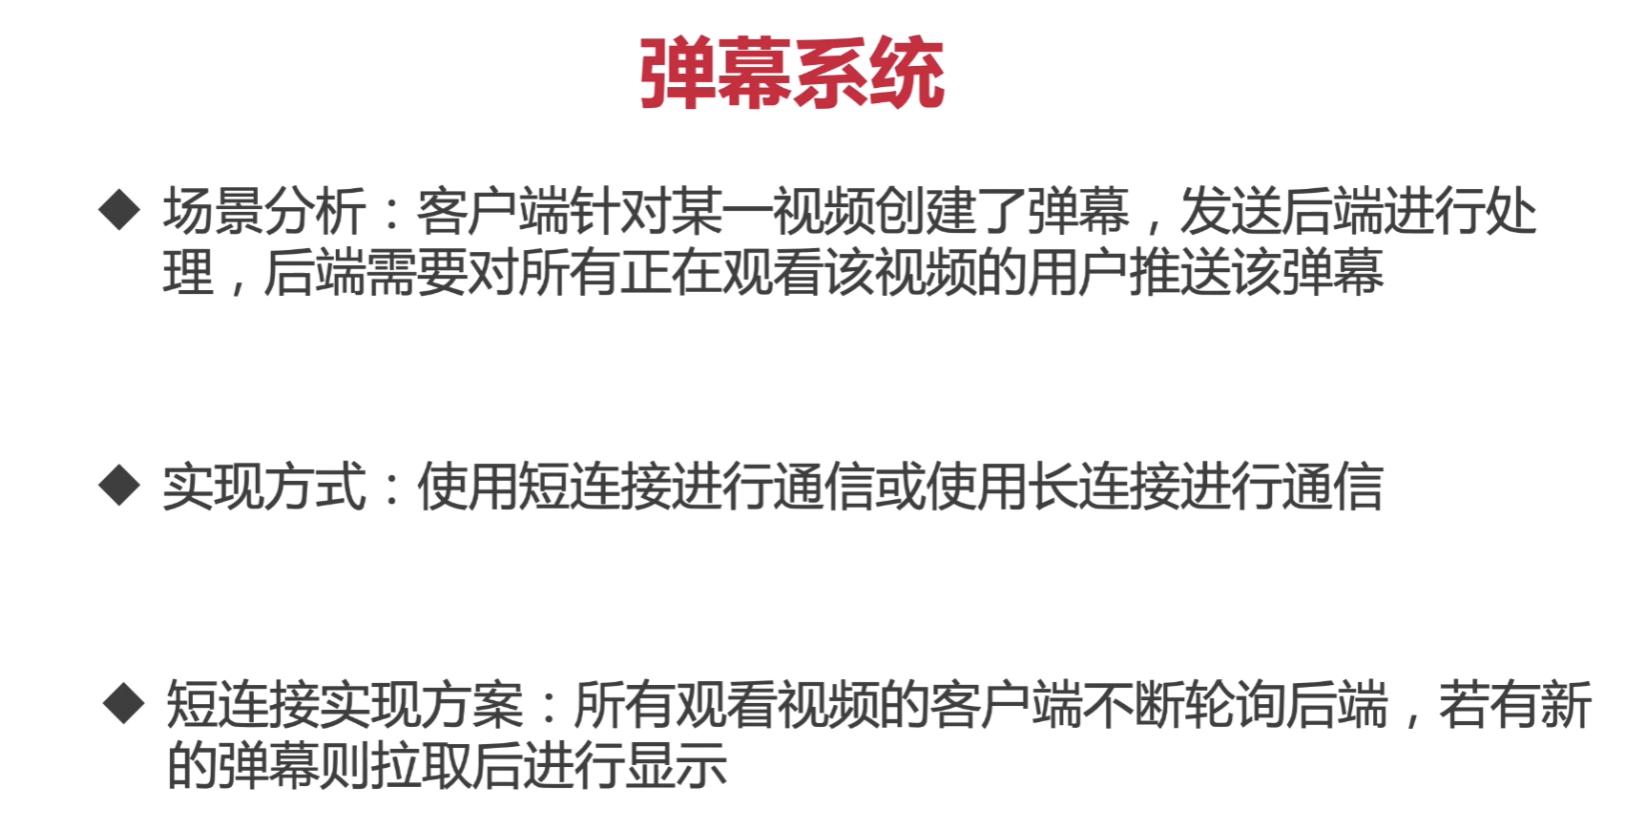 弹幕系统
◆ 场景分析：客户端针对某一视频创建了弹幕，发送后端进行处
理，后端需要对所有正在观看该视频的用户推送该弹幕
◆ 实现方式：使用短连接进行通信或使用长连接进行通信
◆ 短连接实现方案：所有观看视频的客户端不断轮询后端，若有新
的弹幕则拉取后进行显示